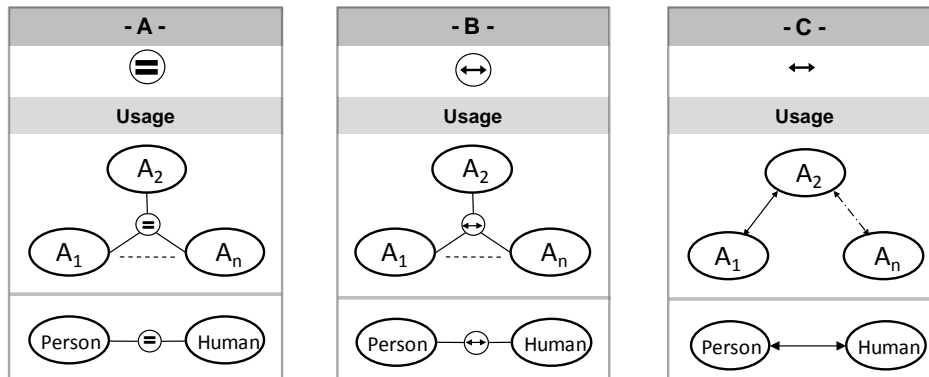 - A -
=
Usage
A2
=
A1
An
Person
=
Human
- B -
↔
Usage
A2
↔
A1
An
Person
↔
Human
- C -
↔
Usage
A2
A1
An
Person
Human